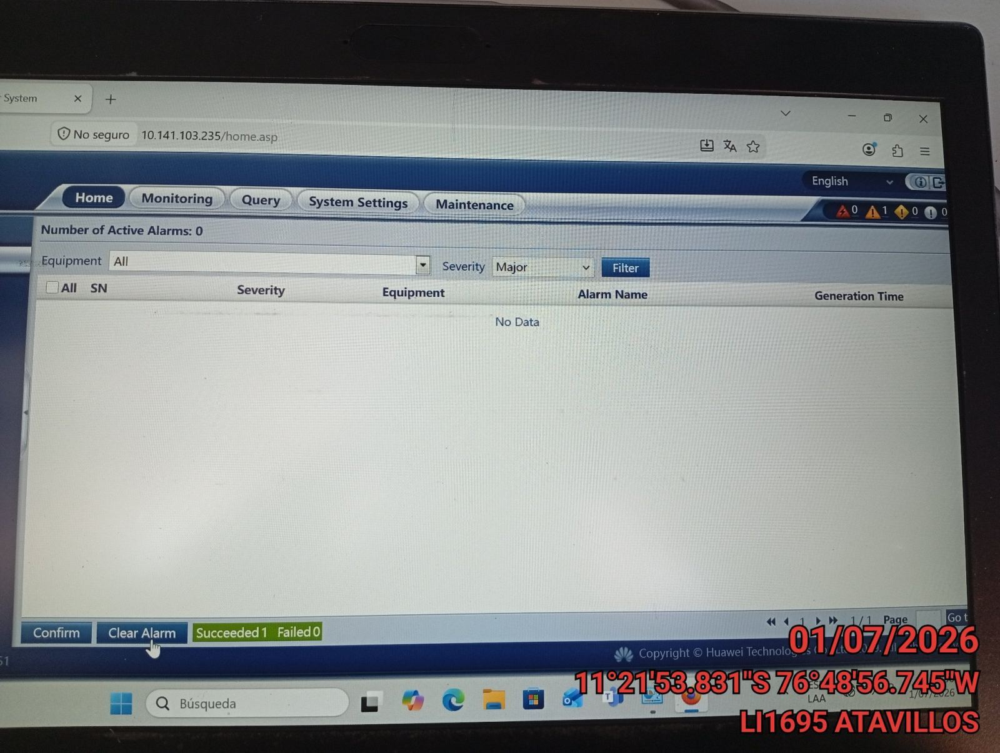 System
No seguro 10.141.103.235/home.asp
English
Home Monitoring Query System Settings Maintenance
0 1 0 0
Number of Active Alarms: 0
Equipment All Severity Major Filter
All SN Severity Equipment Alarm Name Generation Time
No Data
1 / 1 Page Go t
Confirm Clear Alarm Succeeded 1 Failed 0
51
Copyright © Huawei
01/07/2026
11°21'53.831"S 76°48'56.745"W
Búsqueda
LAA
LI1695 ATAVILLOS